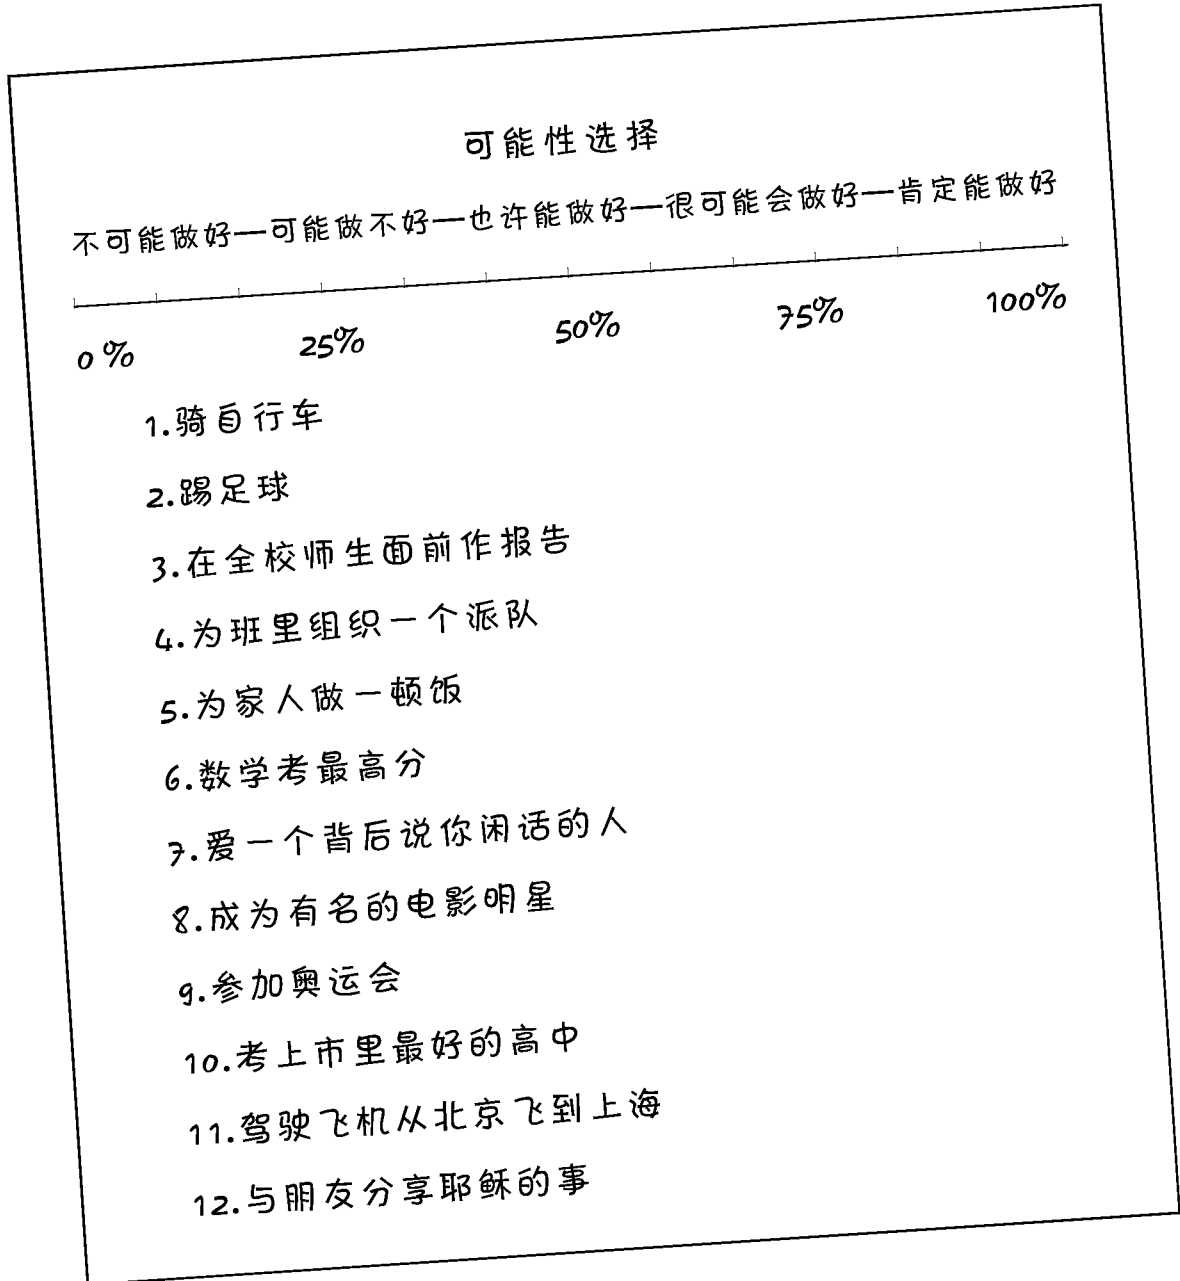 可能性选择
不可能做好—可能做不好—也许能做好—很可能会做好—肯定能做好
0% 25% 50% 75% 100%
1.骑自行车
2.踢足球
3.在全校师生面前作报告
4.为班里组织一个派队
5.为家人做一顿饭
6.数学考最高分
7.爱一个背后说你闲话的人
8.成为有名的电影明星
9.参加奥运会
10.考上市里最好的高中
11.驾驶飞机从北京飞到上海
12.与朋友分享耶稣的事